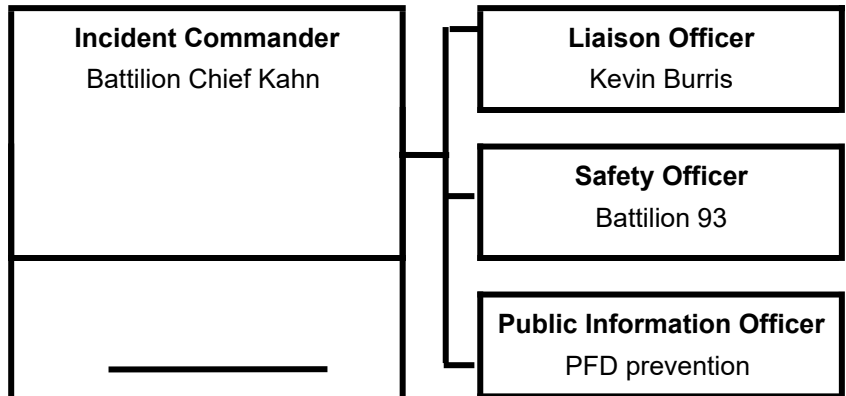 Incident Commander
Battilion Chief Kahn
Liaison Officer
Kevin Burris
Safety Officer
Battilion 93
Public Information Officer
PFD prevention